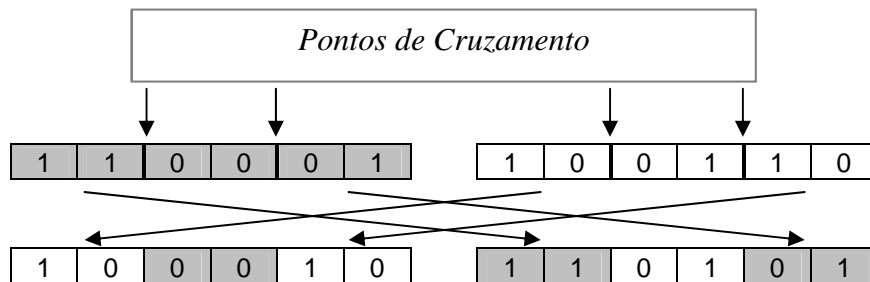 Pontos de Cruzamento
1 1 0 0 0 1 1 0 0 1 1 0
1 0 0 0 1 0 1 1 0 1 0 1